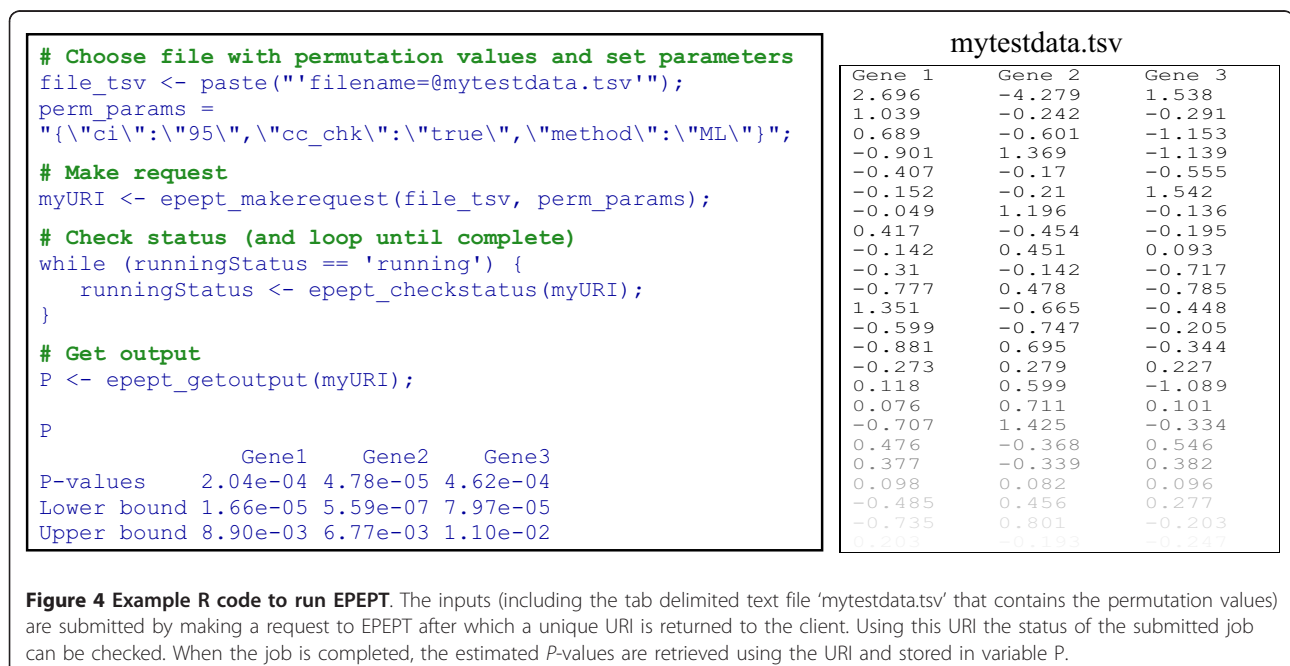 # Choose file with permutation values and set parameters
file_tsv <- paste("'filename=@mytestdata.tsv'");
perm_params =
"{\"ci\":\"95\",\"cc_chk\":\"true\",\"method\":\"ML\"}";
# Make request
myURI <- epept_makerequest(file_tsv, perm_params);
# Check status (and loop until complete)
while (runningStatus == 'running') {
runningStatus <- epept_checkstatus(myURI);
}
# Get output
P <- epept_getoutput(myURI);
P
Gene1 Gene2 Gene3
P-values 2.04e-04 4.78e-05 4.62e-04
Lower bound 1.66e-05 5.59e-07 7.97e-05
Upper bound 8.90e-03 6.77e-03 1.10e-02
mytestdata.tsv
Gene 1 Gene 2 Gene 3
2.696 -4.279 1.538
1.039 -0.242 -0.291
0.689 -0.601 -1.153
-0.901 1.369 -1.139
-0.407 -0.17 -0.555
-0.152 -0.21 1.542
-0.049 1.196 -0.136
0.417 -0.454 -0.195
-0.142 0.451 0.093
-0.31 -0.142 -0.717
-0.777 0.478 -0.785
1.351 -0.665 -0.448
-0.599 -0.747 -0.205
-0.881 0.695 -0.344
-0.273 0.279 0.227
0.118 0.599 -1.089
0.076 0.711 0.101
-0.707 1.425 -0.334
0.476 -0.368 0.546
0.377 -0.339 0.382
0.098 0.082 0.096
-0.485 0.456 0.277
-0.735 0.801 -0.203
0.203 -0.193 -0.247
Figure 4 Example R code to run EPEPT. The inputs (including the tab delimited text file 'mytestdata.tsv' that contains the permutation values)
are submitted by making a request to EPEPT after which a unique URI is returned to the client. Using this URI the status of the submitted job
can be checked. When the job is completed, the estimated P-values are retrieved using the URI and stored in variable P.